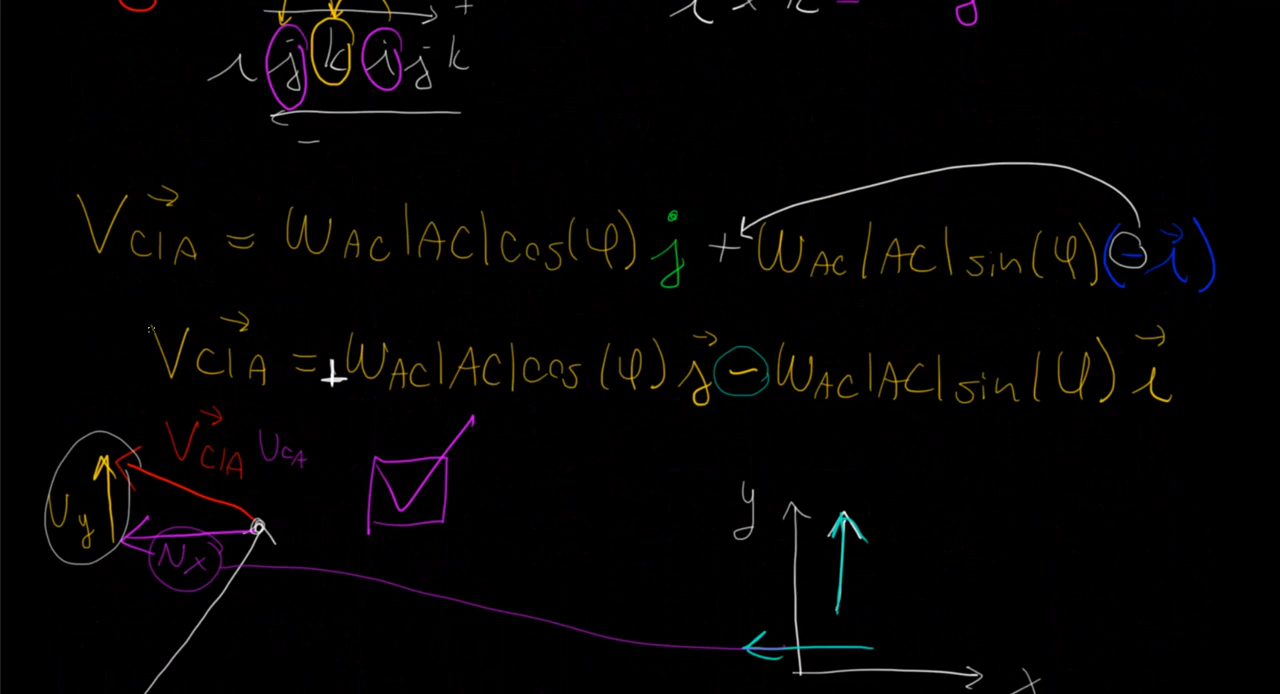 +
i j k i j k
−
V⃗C/A = ωAC|AC|cos(φ) j + ωAC|AC|sin(φ)(−i⃗)
V⃗C/A = +ωAC|AC|cos(φ) j⃗ − ωAC|AC|sin(φ) i⃗
V⃗C/A UCA
y
Uy
Nx
x